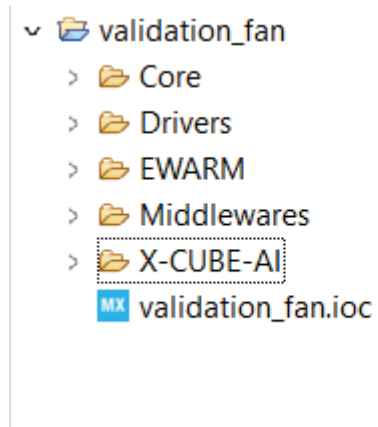 validation_fan
Core
Drivers
EWARM
Middlewares
X-CUBE-AI
MX validation_fan.ioc